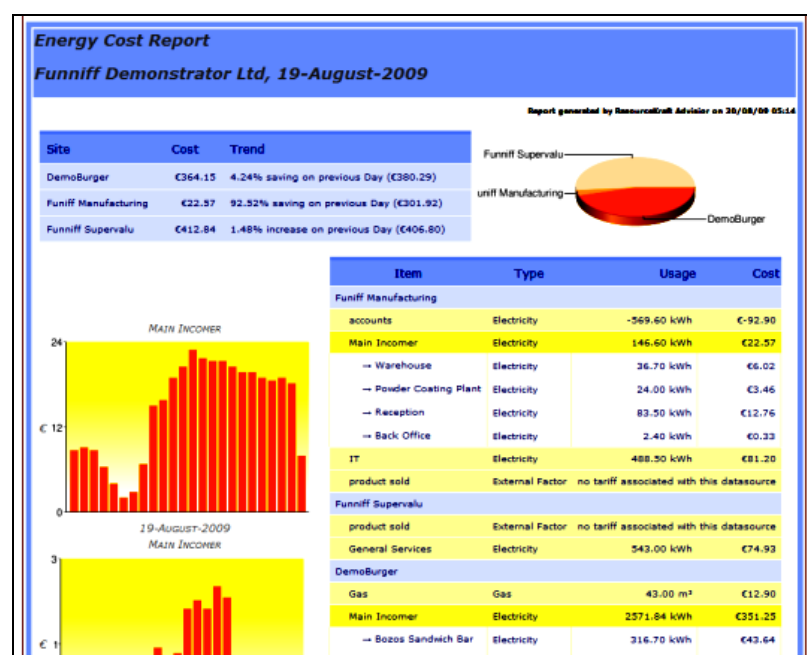 Energy Cost Report
Funniff Demonstrator Ltd, 19-August-2009
Report generated by ResourceKraft Advisior on 20/08/09 05:14
Site Cost Trend
DemoBurger €364.15 4.24% saving on previous Day (€380.29)
Funiff Manufacturing €22.57 92.52% saving on previous Day (€301.92)
Funniff Supervalu €412.84 1.48% increase on previous Day (€406.80)
Funniff Supervalu
uniff Manufacturing
DemoBurger
Item Type Usage Cost
Funiff Manufacturing
accounts Electricity -569.60 kWh €-92.90
Main Incomer Electricity 146.60 kWh €22.57
→ Warehouse Electricity 36.70 kWh €6.02
→ Powder Coating Plant Electricity 24.00 kWh €3.46
→ Reception Electricity 83.50 kWh €12.76
→ Back Office Electricity 2.40 kWh €0.33
IT Electricity 488.50 kWh €81.20
product sold External Factor no tariff associated with this datasource
Funniff Supervalu
product sold External Factor no tariff associated with this datasource
General Services Electricity 543.00 kWh €74.93
DemoBurger
Gas Gas 43.00 m³ €12.90
Main Incomer Electricity 2571.84 kWh €351.25
→ Bozos Sandwich Bar Electricity 316.70 kWh €43.64
MAIN INCOMER
24
€ 12
0
19-AUGUST-2009
MAIN INCOMER
3
€ 1